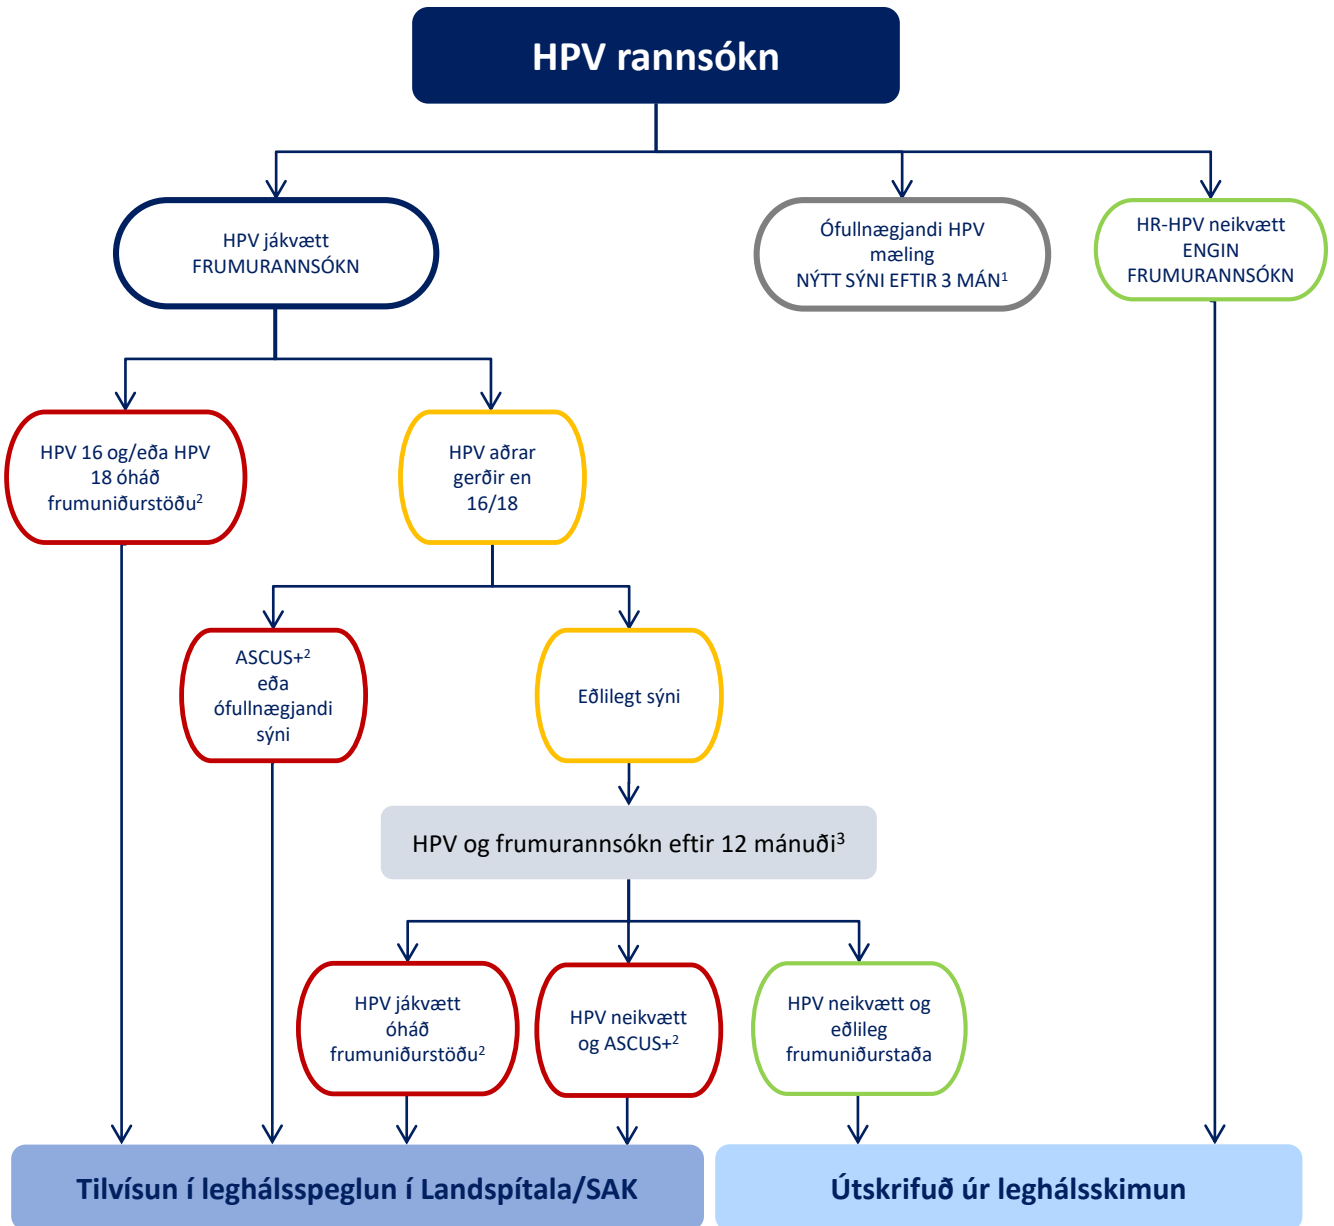 HPV rannsókn
HPV jákvætt
FRUMURANNSÓKN
Ófullnægjandi HPV
mæling
NÝTT SÝNI EFTIR 3 MÁN¹
HR-HPV neikvætt
ENGIN
FRUMURANNSÓKN
HPV 16 og/eða HPV
18 óháð
frumuniðurstöðu²
HPV aðrar
gerðir en
16/18
ASCUS+²
eða
ófullnægjandi
sýni
Eðlilegt sýni
HPV og frumurannsókn eftir 12 mánuði³
HPV jákvætt
óháð
frumuniðurstöðu²
HPV neikvætt
og ASCUS+²
HPV neikvætt og
eðlileg
frumuniðurstaða
Tilvísun í leghálsspeglun í Landspítala/SAK
Útskrifuð úr leghálsskimun